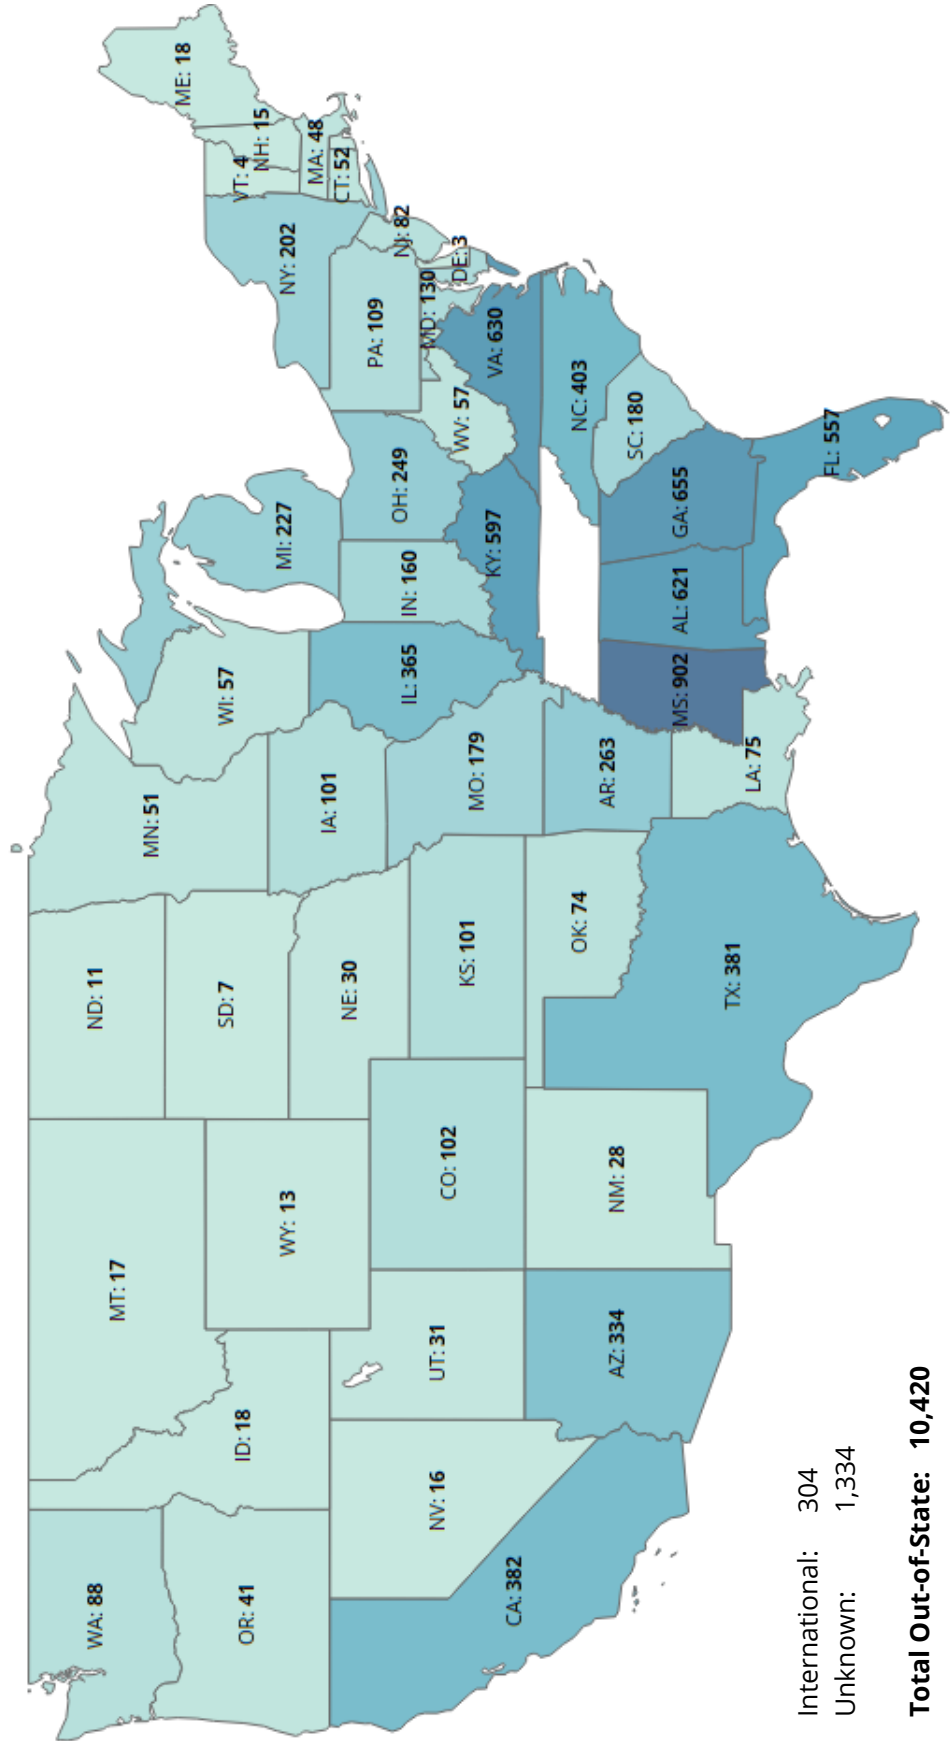 WA: 88
OR: 41
CA: 382
NV: 16
ID: 18
MT: 17
WY: 13
UT: 31
AZ: 334
CO: 102
NM: 28
ND: 11
SD: 7
NE: 30
KS: 101
OK: 74
TX: 381
MN: 51
IA: 101
MO: 179
AR: 263
LA: 75
WI: 57
IL: 365
MS: 902
MI: 227
IN: 160
KY: 597
AL: 621
OH: 249
WV: 57
GA: 655
FL: 557
SC: 180
NC: 403
VA: 630
MD: 130
DE: 3
PA: 109
NJ: 82
NY: 202
CT: 52
MA: 48
VT: 4
NH: 15
ME: 18
International: 304
Unknown: 1,334
Total Out-of-State: 10,420